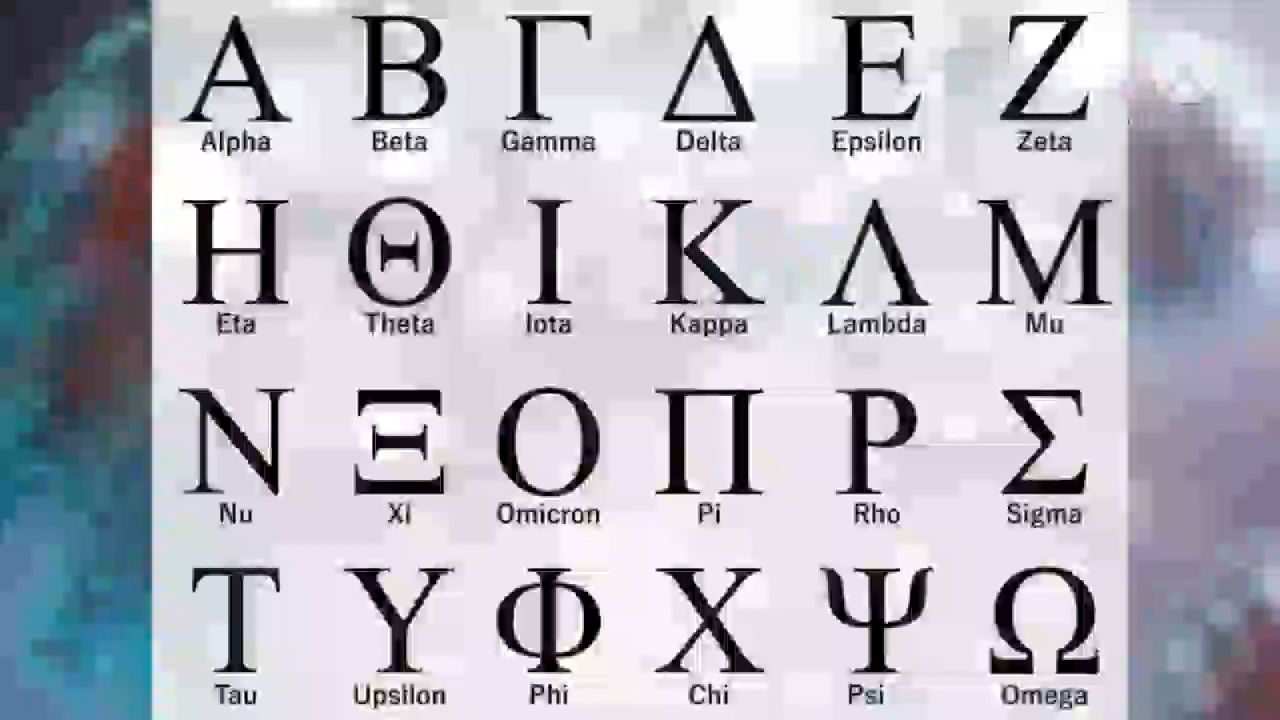 Α Β Γ Δ Ε Ζ
Alpha Beta Gamma Delta Epsilon Zeta
Η Θ Ι Κ Λ Μ
Eta Theta Iota Kappa Lambda Mu
Ν Ξ Ο Π Ρ Σ
Nu Xi Omicron Pi Rho Sigma
Τ Υ Φ Χ Ψ Ω
Tau Upsilon Phi Chi Psi Omega